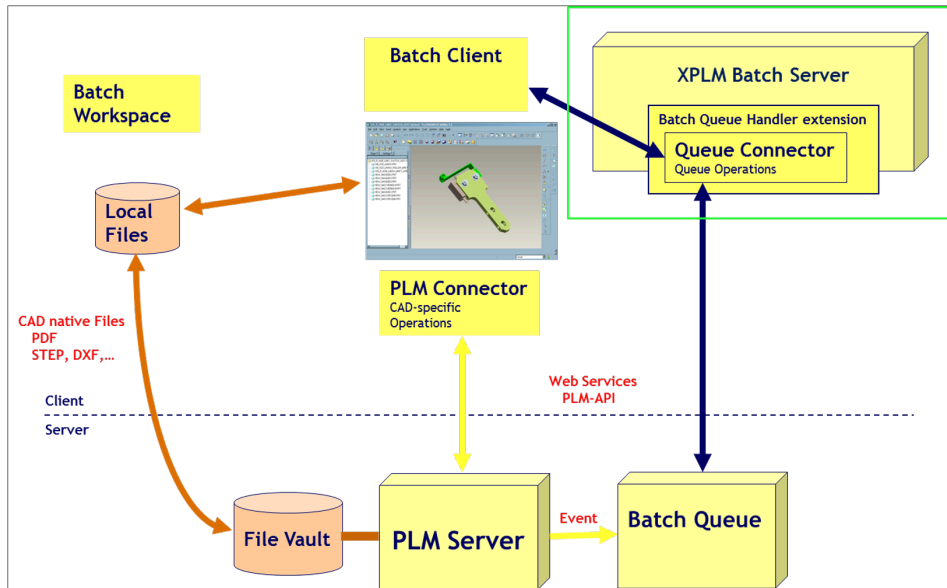 Batch Client
XPLM Batch Server
Batch
Workspace
Batch Queue Handler extension
Queue Connector
Queue Operations
Local
Files
PLM Connector
CAD-specific
Operations
CAD native Files
PDF
STEP, DXF,...
Web Services
PLM-API
Client
Server
File Vault
PLM Server
Event
Batch Queue